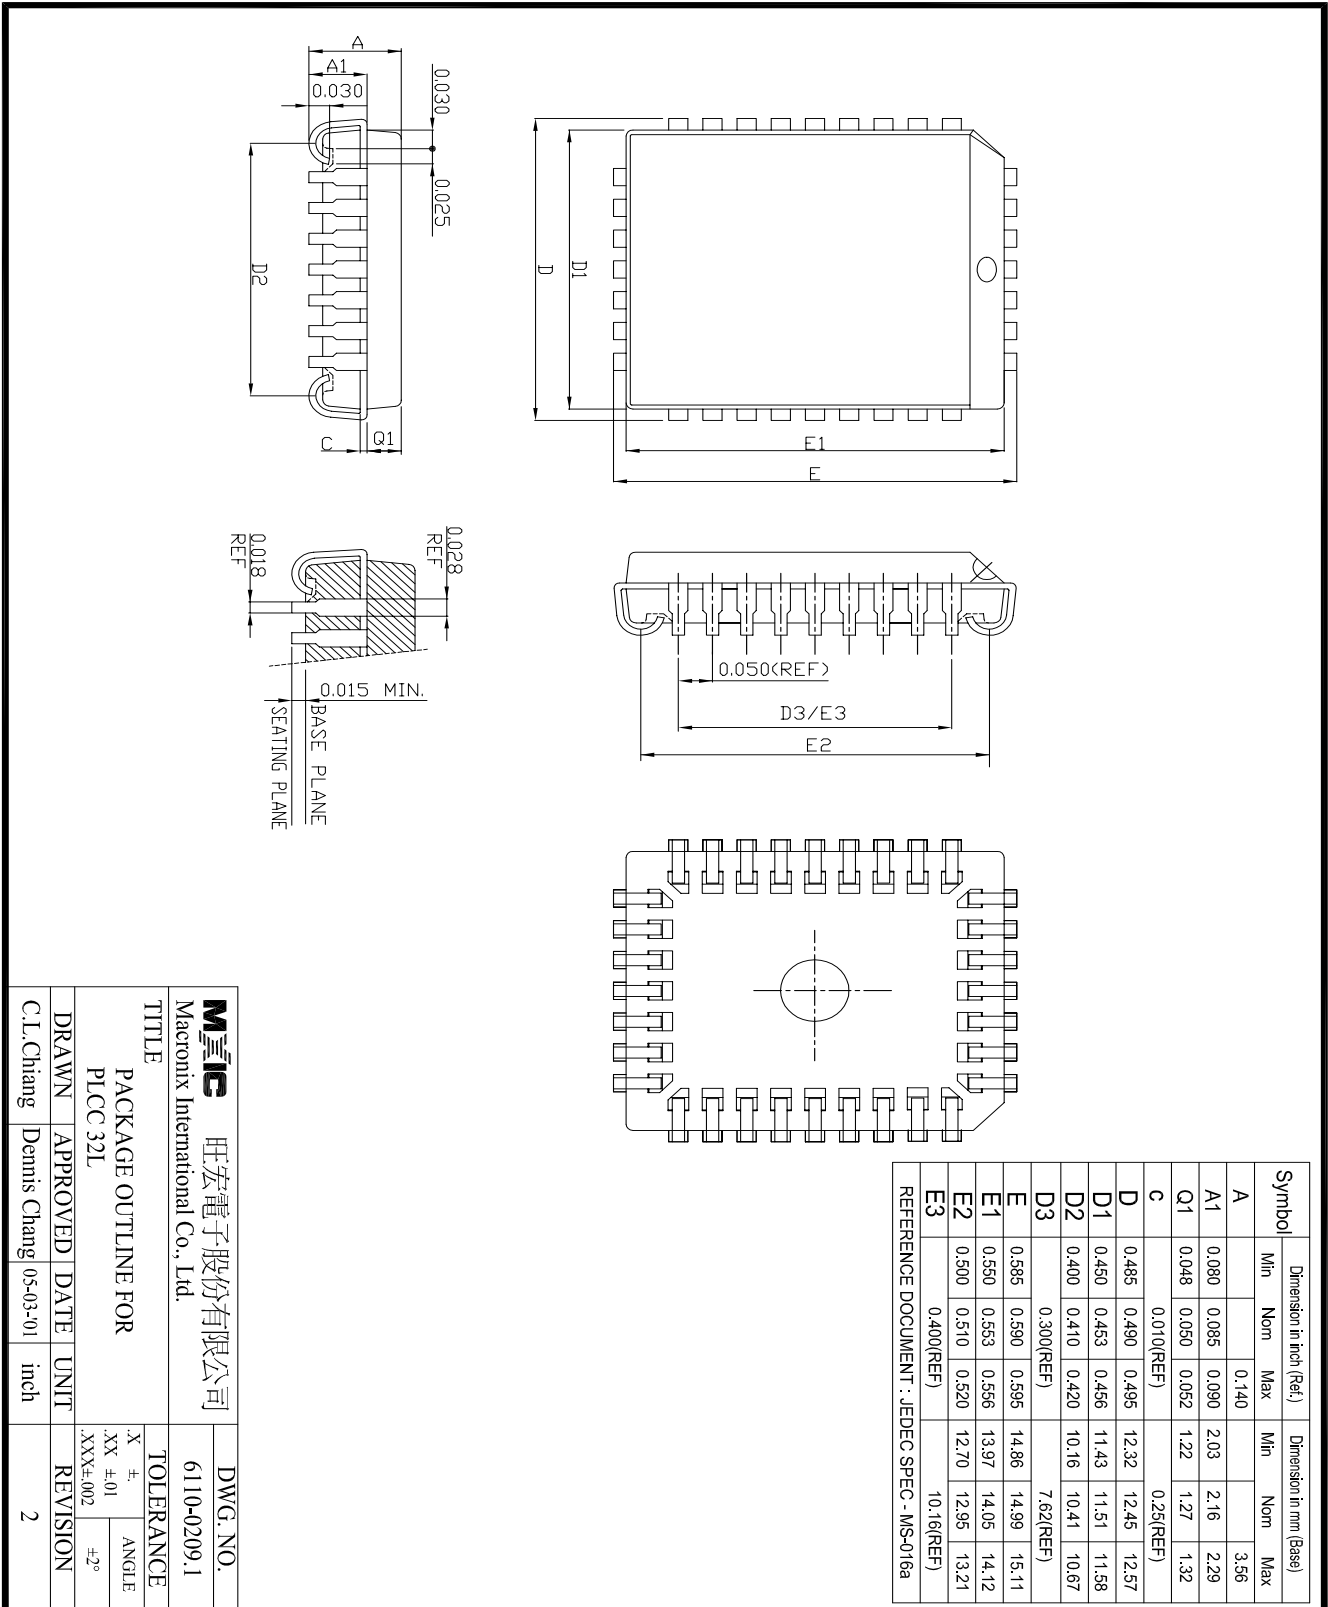 A
A1
0.030
0.030
0.025
D2
C
Q1
D
D1
E1
E
0.028
REF
0.018
REF
0.015 MIN.
BASE PLANE
SEATING PLANE
0.050(REF)
D3/E3
E2
Symbol Dimension in inch (Ref.) Dimension in mm (Base)
Min Nom Max Min Nom Max
A 0.140 3.56
A1 0.080 0.085 0.090 2.03 2.16 2.29
Q1 0.048 0.050 0.052 1.22 1.27 1.32
C 0.010(REF) 0.25(REF)
D 0.485 0.490 0.495 12.32 12.45 12.57
D1 0.450 0.453 0.456 11.43 11.51 11.58
D2 0.400 0.410 0.420 10.16 10.41 10.67
D3 0.300(REF) 7.62(REF)
E 0.585 0.590 0.595 14.86 14.99 15.11
E1 0.550 0.553 0.556 13.97 14.05 14.12
E2 0.500 0.510 0.520 12.70 12.95 13.21
E3 0.400(REF) 10.16(REF)
REFERENCE DOCUMENT : JEDEC SPEC - MS-016a
MXIC 旺宏電子股份有限公司
Macronix International Co., Ltd.
DWG. NO.
6110-0209.1
TITLE
PACKAGE OUTLINE FOR
PLCC 32L
TOLERANCE
.X ±.
.XX ±.01
.XXX±.002
ANGLE
±2°
DRAWN APPROVED DATE UNIT REVISION
C.L.Chiang Dennis Chang 05-03-'01 inch 2